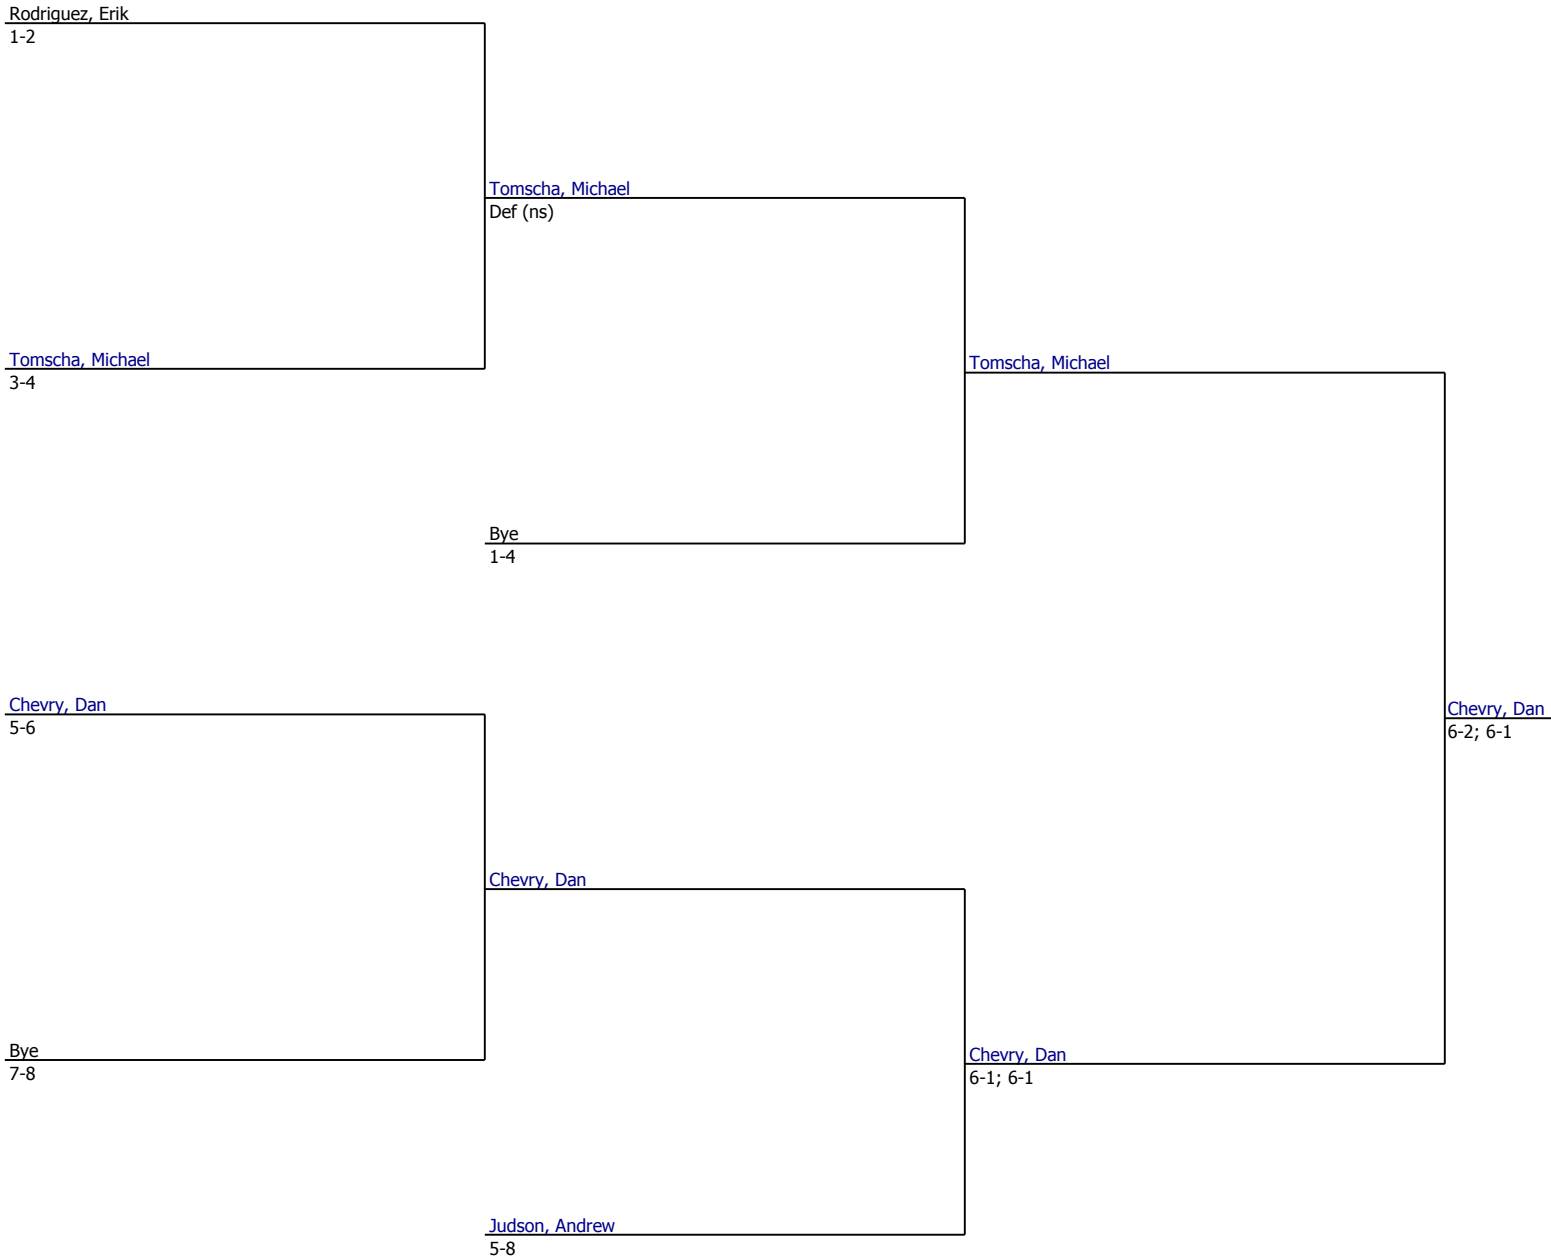 Rodriguez, Erik
1-2
Tomscha, Michael
Def (ns)
Tomscha, Michael
3-4
Tomscha, Michael
Bye
1-4
Chevry, Dan
5-6
Chevry, Dan
6-2; 6-1
Chevry, Dan
Bye
7-8
Chevry, Dan
6-1; 6-1
Judson, Andrew
5-8